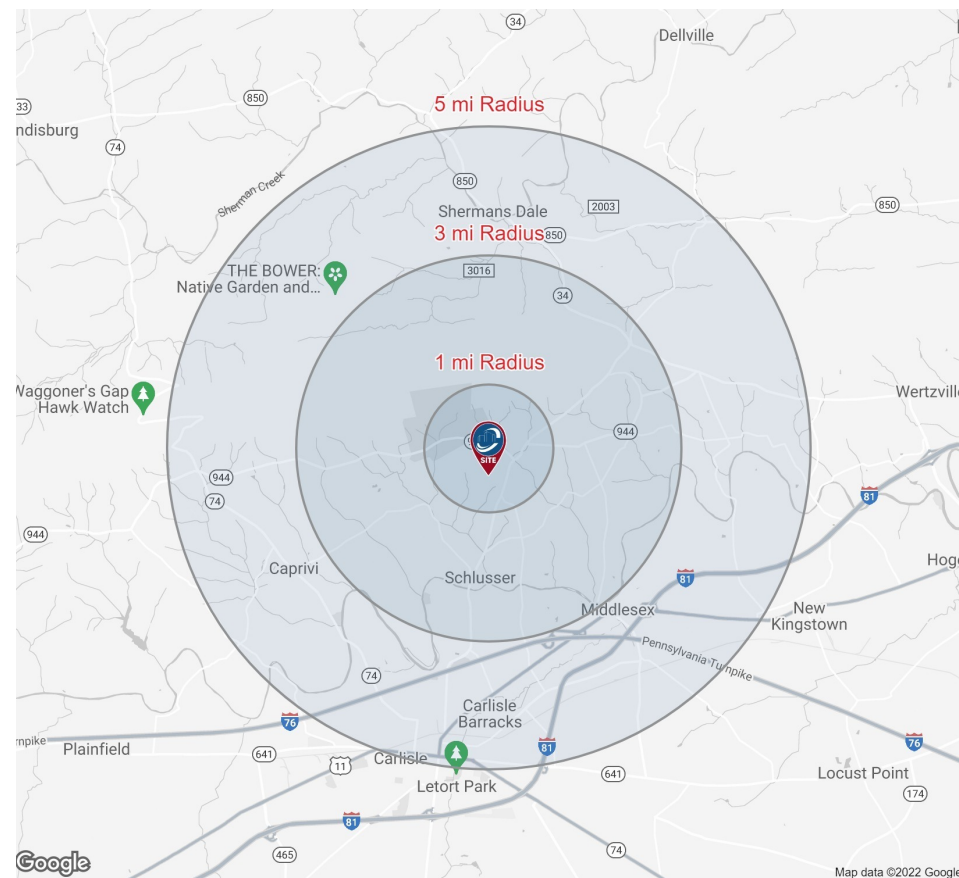 34
Dellville
33
850
ndisburg
74
5 mi Radius
Sherman Creek
850
Shermans Dale
2003
850
3 mi Radius
850
3016
THE BOWER:
Native Garden and...
34
1 mi Radius
Waggoner's Gap
Hawk Watch
Wertzville
944
SITE
944
74
81
944
Caprivi
Schlusser
81
Hoge
Middlesex
New
Kingstown
Pennsylvania Turnpike
74
Carlisle
Barracks
76
mpike
Plainfield
641
11
Carlisle
81
76
Letort Park
641
Locust Point
174
81
465
74
Google
Map data ©2022 Google